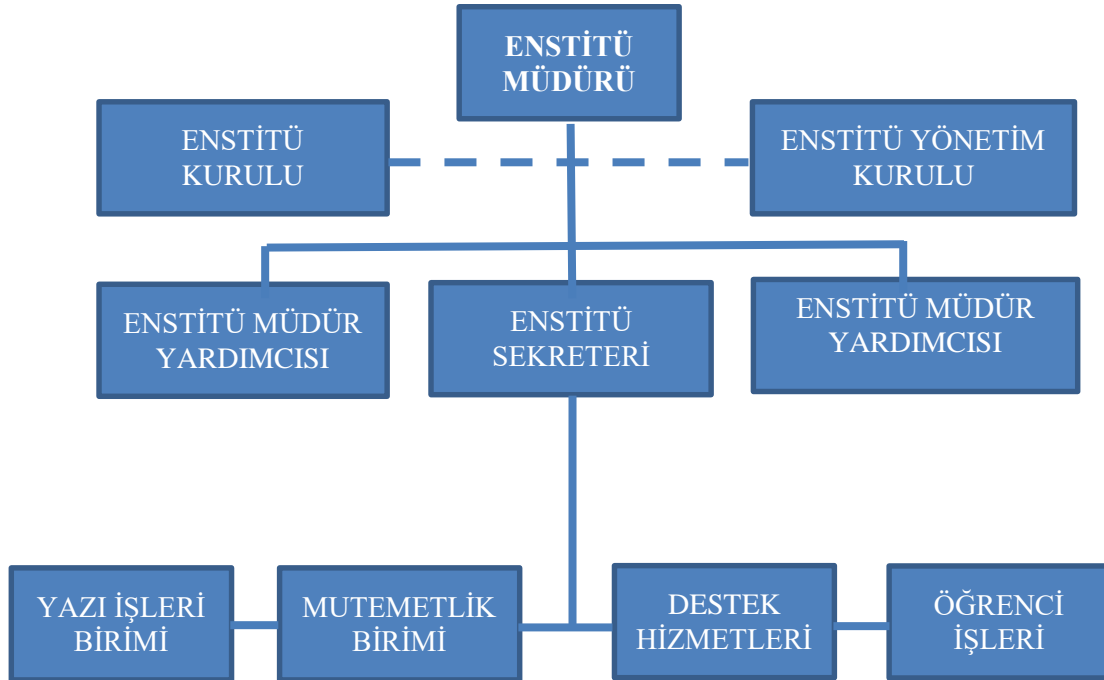 ENSTİTÜ
MÜDÜRÜ
ENSTİTÜ
KURULU
ENSTİTÜ YÖNETİM
KURULU
ENSTİTÜ MÜDÜR
YARDIMCISI
ENSTİTÜ
SEKRETERİ
ENSTİTÜ MÜDÜR
YARDIMCISI
YAZI İŞLERİ
BİRİMİ
MUTEMETLİK
BİRİMİ
DESTEK
HİZMETLERİ
ÖĞRENCİ
İŞLERİ